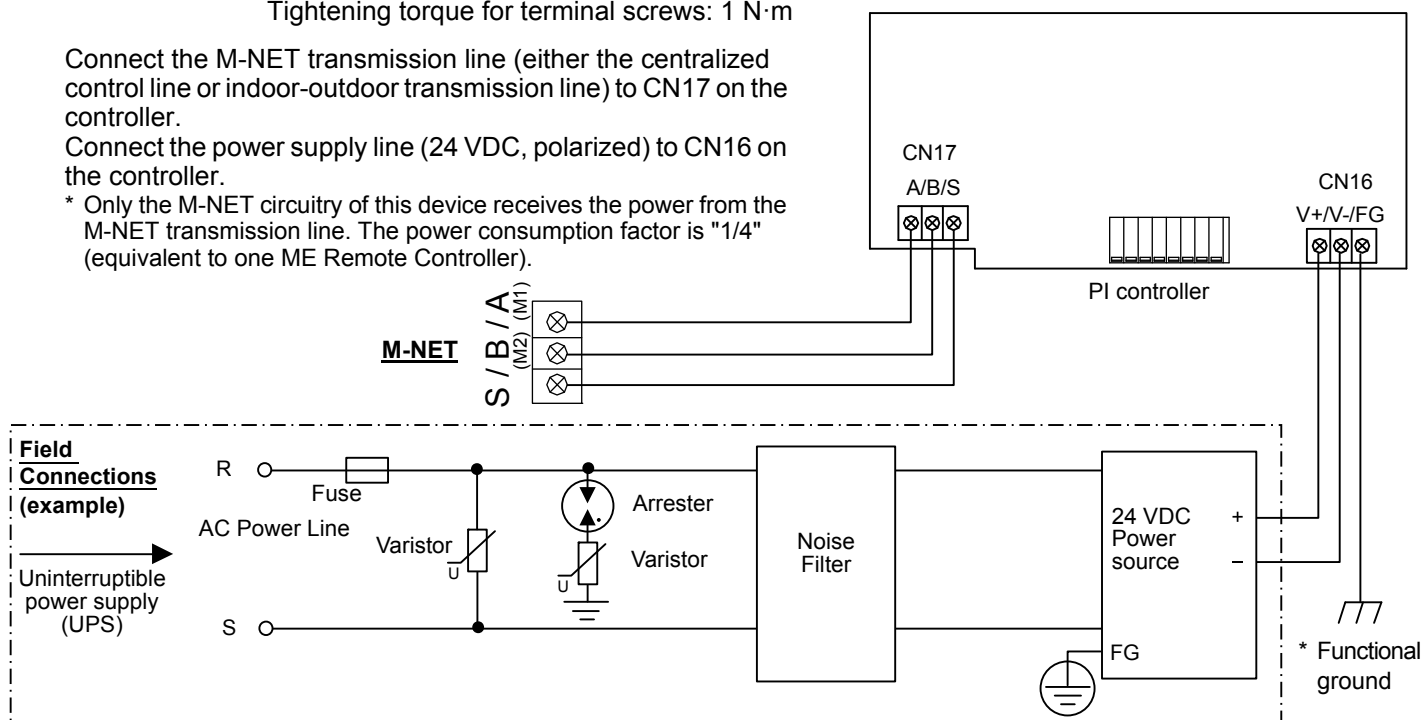 Tightening torque for terminal screws: 1 N·m
Connect the M-NET transmission line (either the centralized
control line or indoor-outdoor transmission line) to CN17 on the
controller.
Connect the power supply line (24 VDC, polarized) to CN16 on
the controller.
* Only the M-NET circuitry of this device receives the power from the
M-NET transmission line. The power consumption factor is "1/4"
(equivalent to one ME Remote Controller).
CN17
A/B/S
CN16
V+/V-/FG
PI controller
M-NET
S / B / A
(M2) (M1)
Field
Connections
(example)
Uninterruptible
power supply
(UPS)
R
Fuse
AC Power Line
S
Varistor
U
Arrester
Varistor
U
Noise
Filter
24 VDC
Power
source
+
–
FG
* Functional
ground